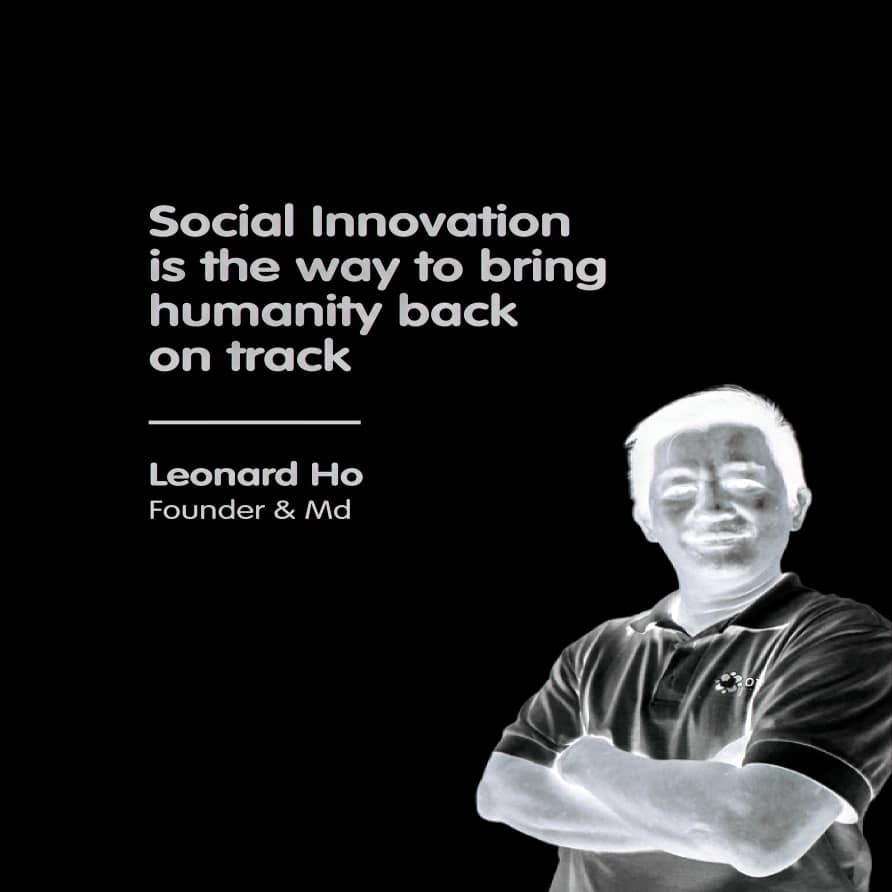 Social Innovation
is the way to bring
humanity back
on track
Leonard Ho
Founder & Md